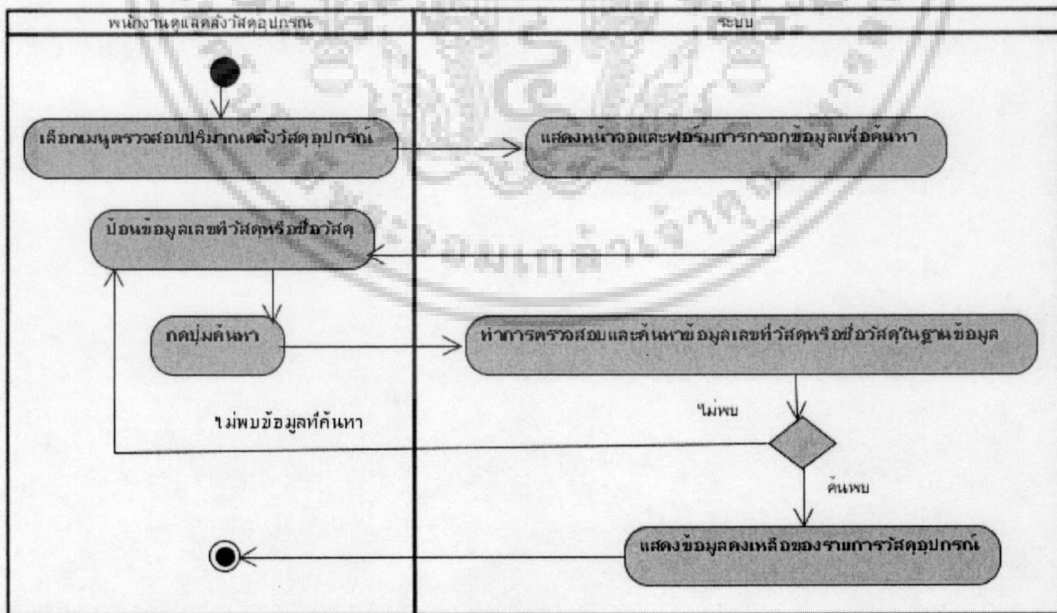 พนักงานดูแลคลังวัสดุอุปกรณ์
ระบบ
เลือกเมนูตรวจสอบปริมาณคลังวัสดุอุปกรณ์
แสดงหน้าจอและฟอร์มการกรอกข้อมูลเพื่อค้นหา
ป้อนข้อมูลเลขที่วัสดุหรือชื่อวัสดุ
กดปุ่มค้นหา
ทำการตรวจสอบและค้นหาข้อมูลเลขที่วัสดุหรือชื่อวัสดุในฐานข้อมูล
ไม่พบ
ไม่พบข้อมูลที่ค้นหา
ค้นพบ
แสดงข้อมูลคงเหลือของรายการวัสดุอุปกรณ์